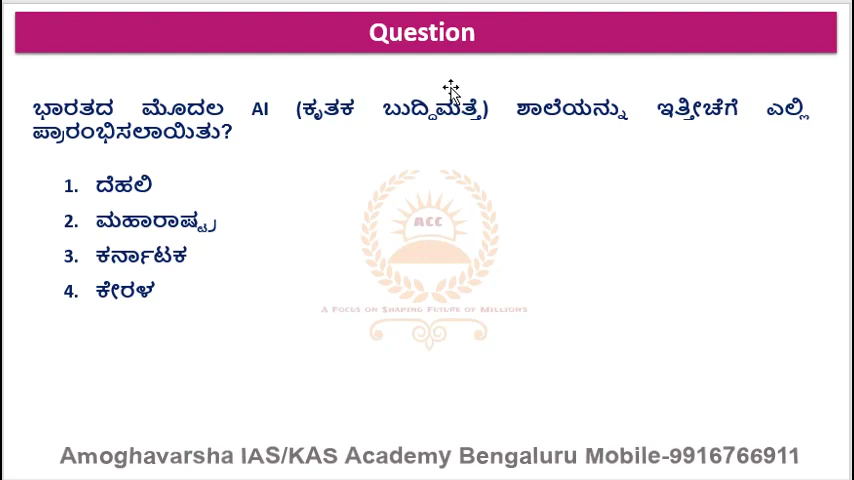 Question
ಭಾರತದ ಮೊದಲ AI (ಕೃತಕ ಬುದ್ಧಿಮತ್ತೆ) ಶಾಲೆಯನ್ನು ಇತ್ತೀಚೆಗೆ ಎಲ್ಲಿ
ಪ್ರಾರಂಭಿಸಲಾಯಿತು?
1. ದೆಹಲಿ
2. ಮಹಾರಾಷ್ಟ್ರ
3. ಕರ್ನಾಟಕ
4. ಕೇರಳ
ACC
A Focus on Shaping Future of Millions
Amoghavarsha IAS/KAS Academy Bengaluru Mobile-9916766911